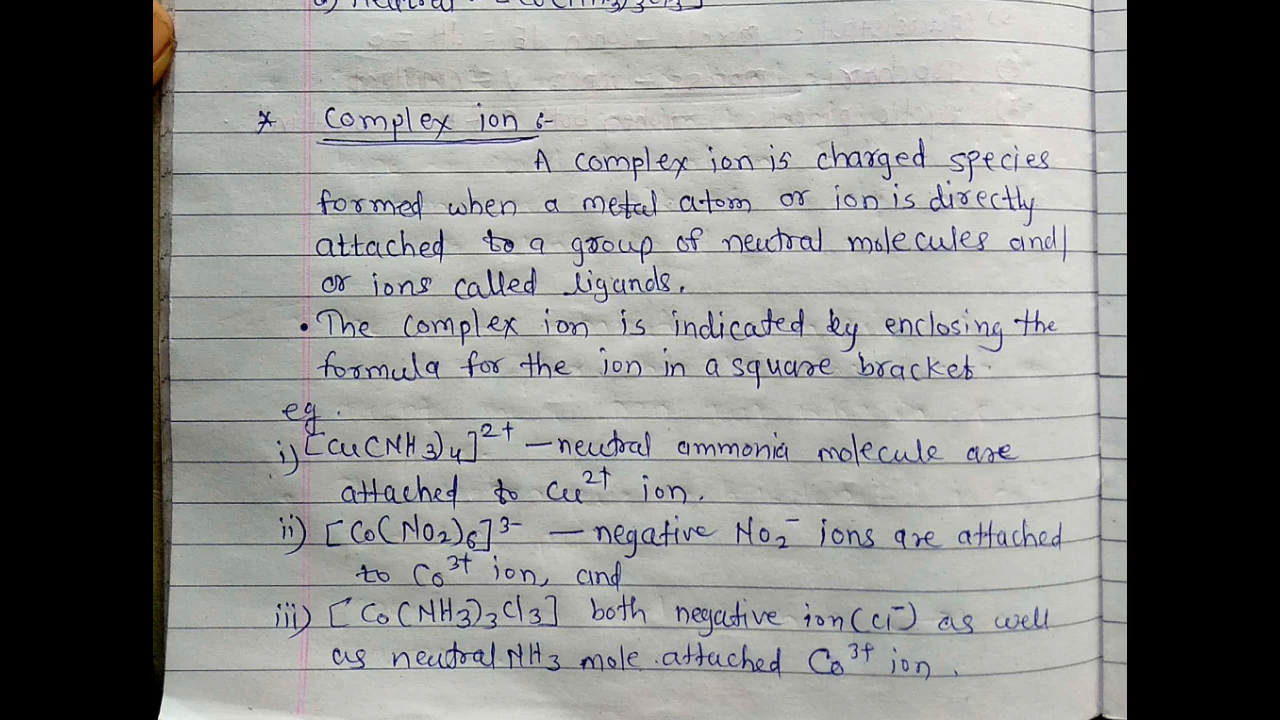 * Complex ion :-
A complex ion is charged species
formed when a metal atom or ion is directly
attached to a group of neutral molecules and/
or ions called ligands.
• The complex ion is indicated by enclosing the
formula for the ion in a square bracket.
eg.
i) [Cu(NH3)4]2+ — neutral ammonia molecule are
attached to Cu2+ ion.
ii) [Co(NO2)6]3- — negative NO2- ions are attached
to Co3+ ion, and
iii) [Co(NH3)3Cl3] both negative ion (Cl-) as well
as neutral NH3 mole. attached Co3+ ion.